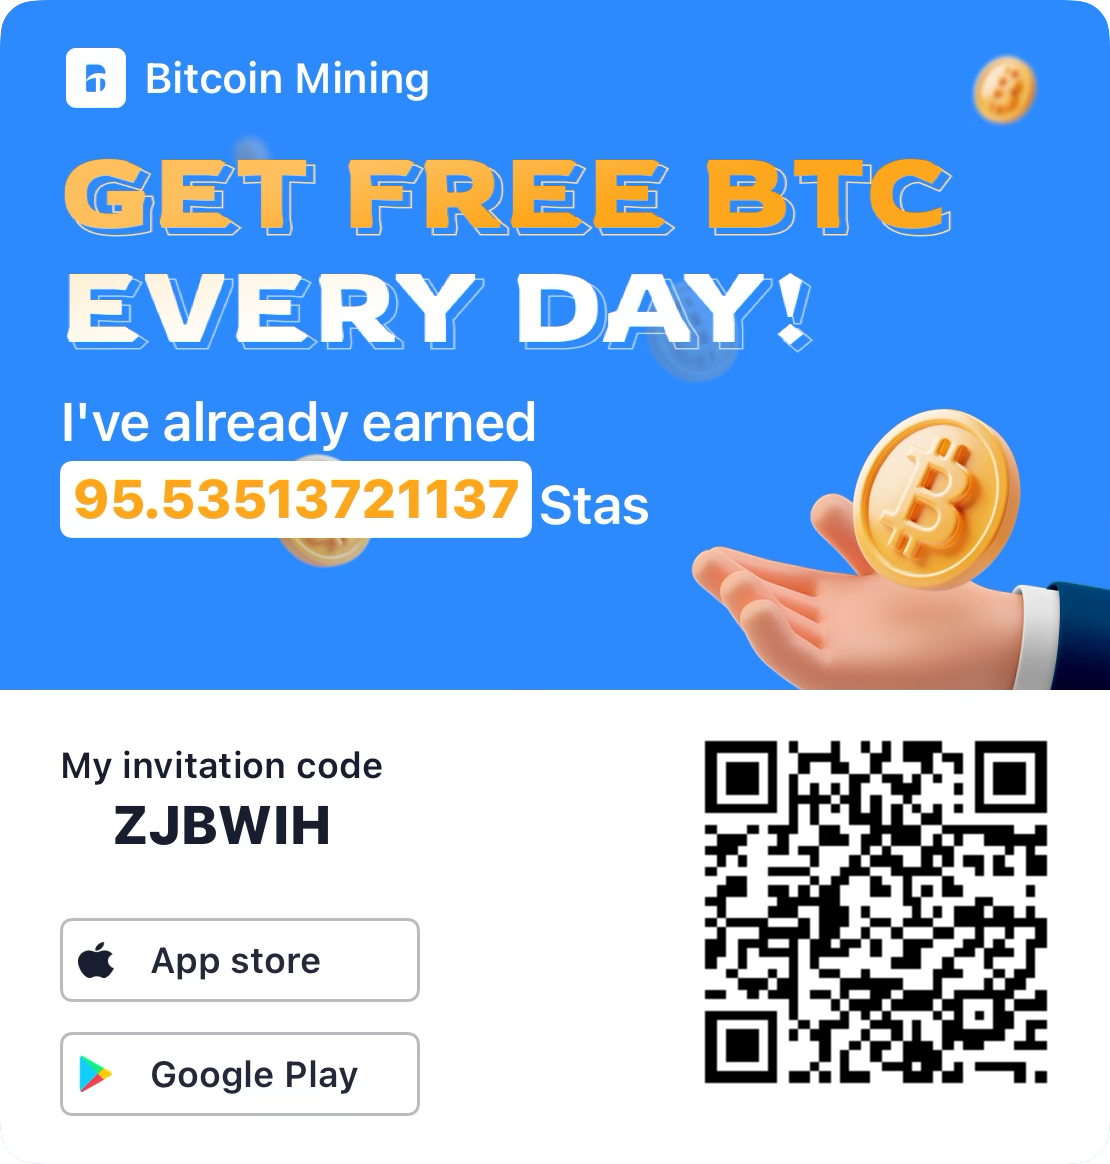 Bitcoin Mining
GET FREE BTC
EVERY DAY!
I've already earned
95.53513721137 Stas
My invitation code
ZJBWIH
App store
Google Play